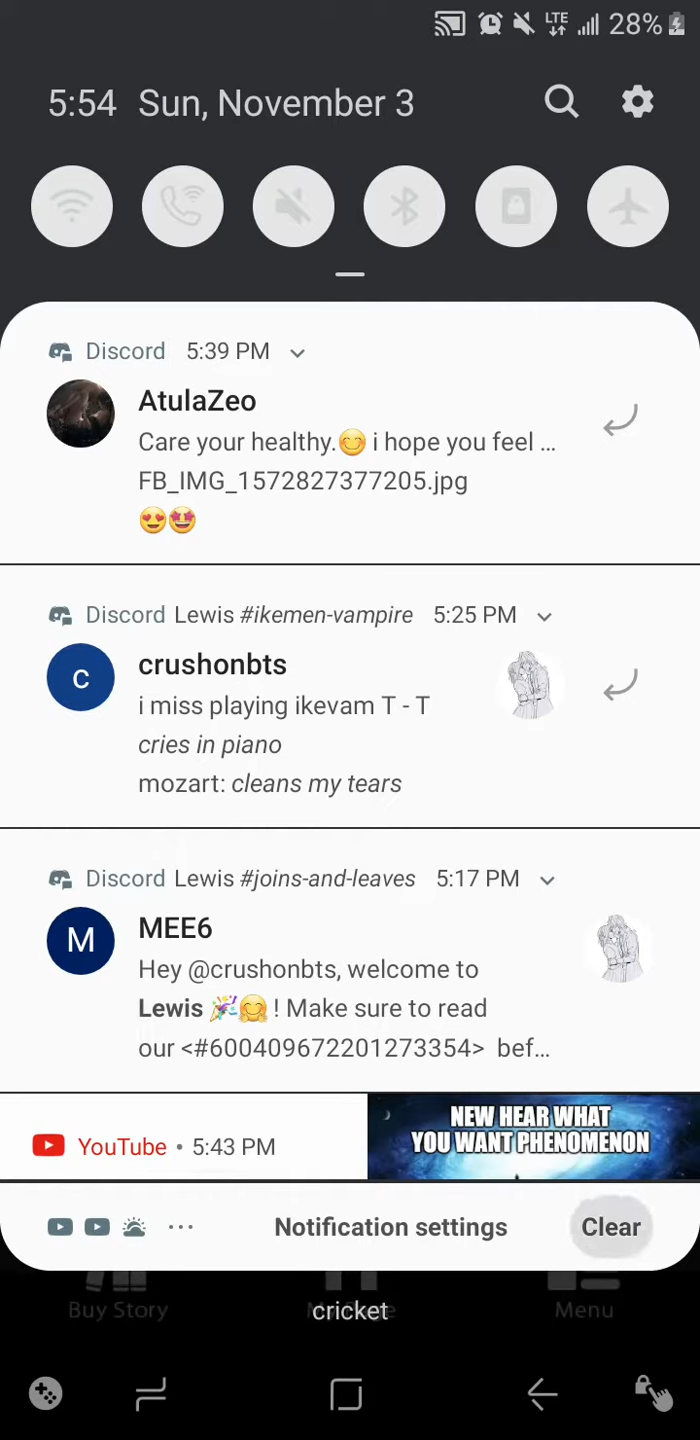 LTE 28%
5:54 Sun, November 3
Discord 5:39 PM
AtulaZeo
Care your healthy.😊 i hope you feel ...
FB_IMG_1572827377205.jpg
😍🤩
Discord Lewis #ikemen-vampire 5:25 PM
C
crushonbts
i miss playing ikevam T - T
cries in piano
mozart: cleans my tears
Discord Lewis #joins-and-leaves 5:17 PM
M
MEE6
Hey @crushonbts, welcome to
Lewis 🎉🤗 ! Make sure to read
our <#600409672201273354> bef...
NEW HEAR WHAT
YOU WANT PHENOMENON
YouTube • 5:43 PM
Notification settings Clear
Buy Story cricket Menu